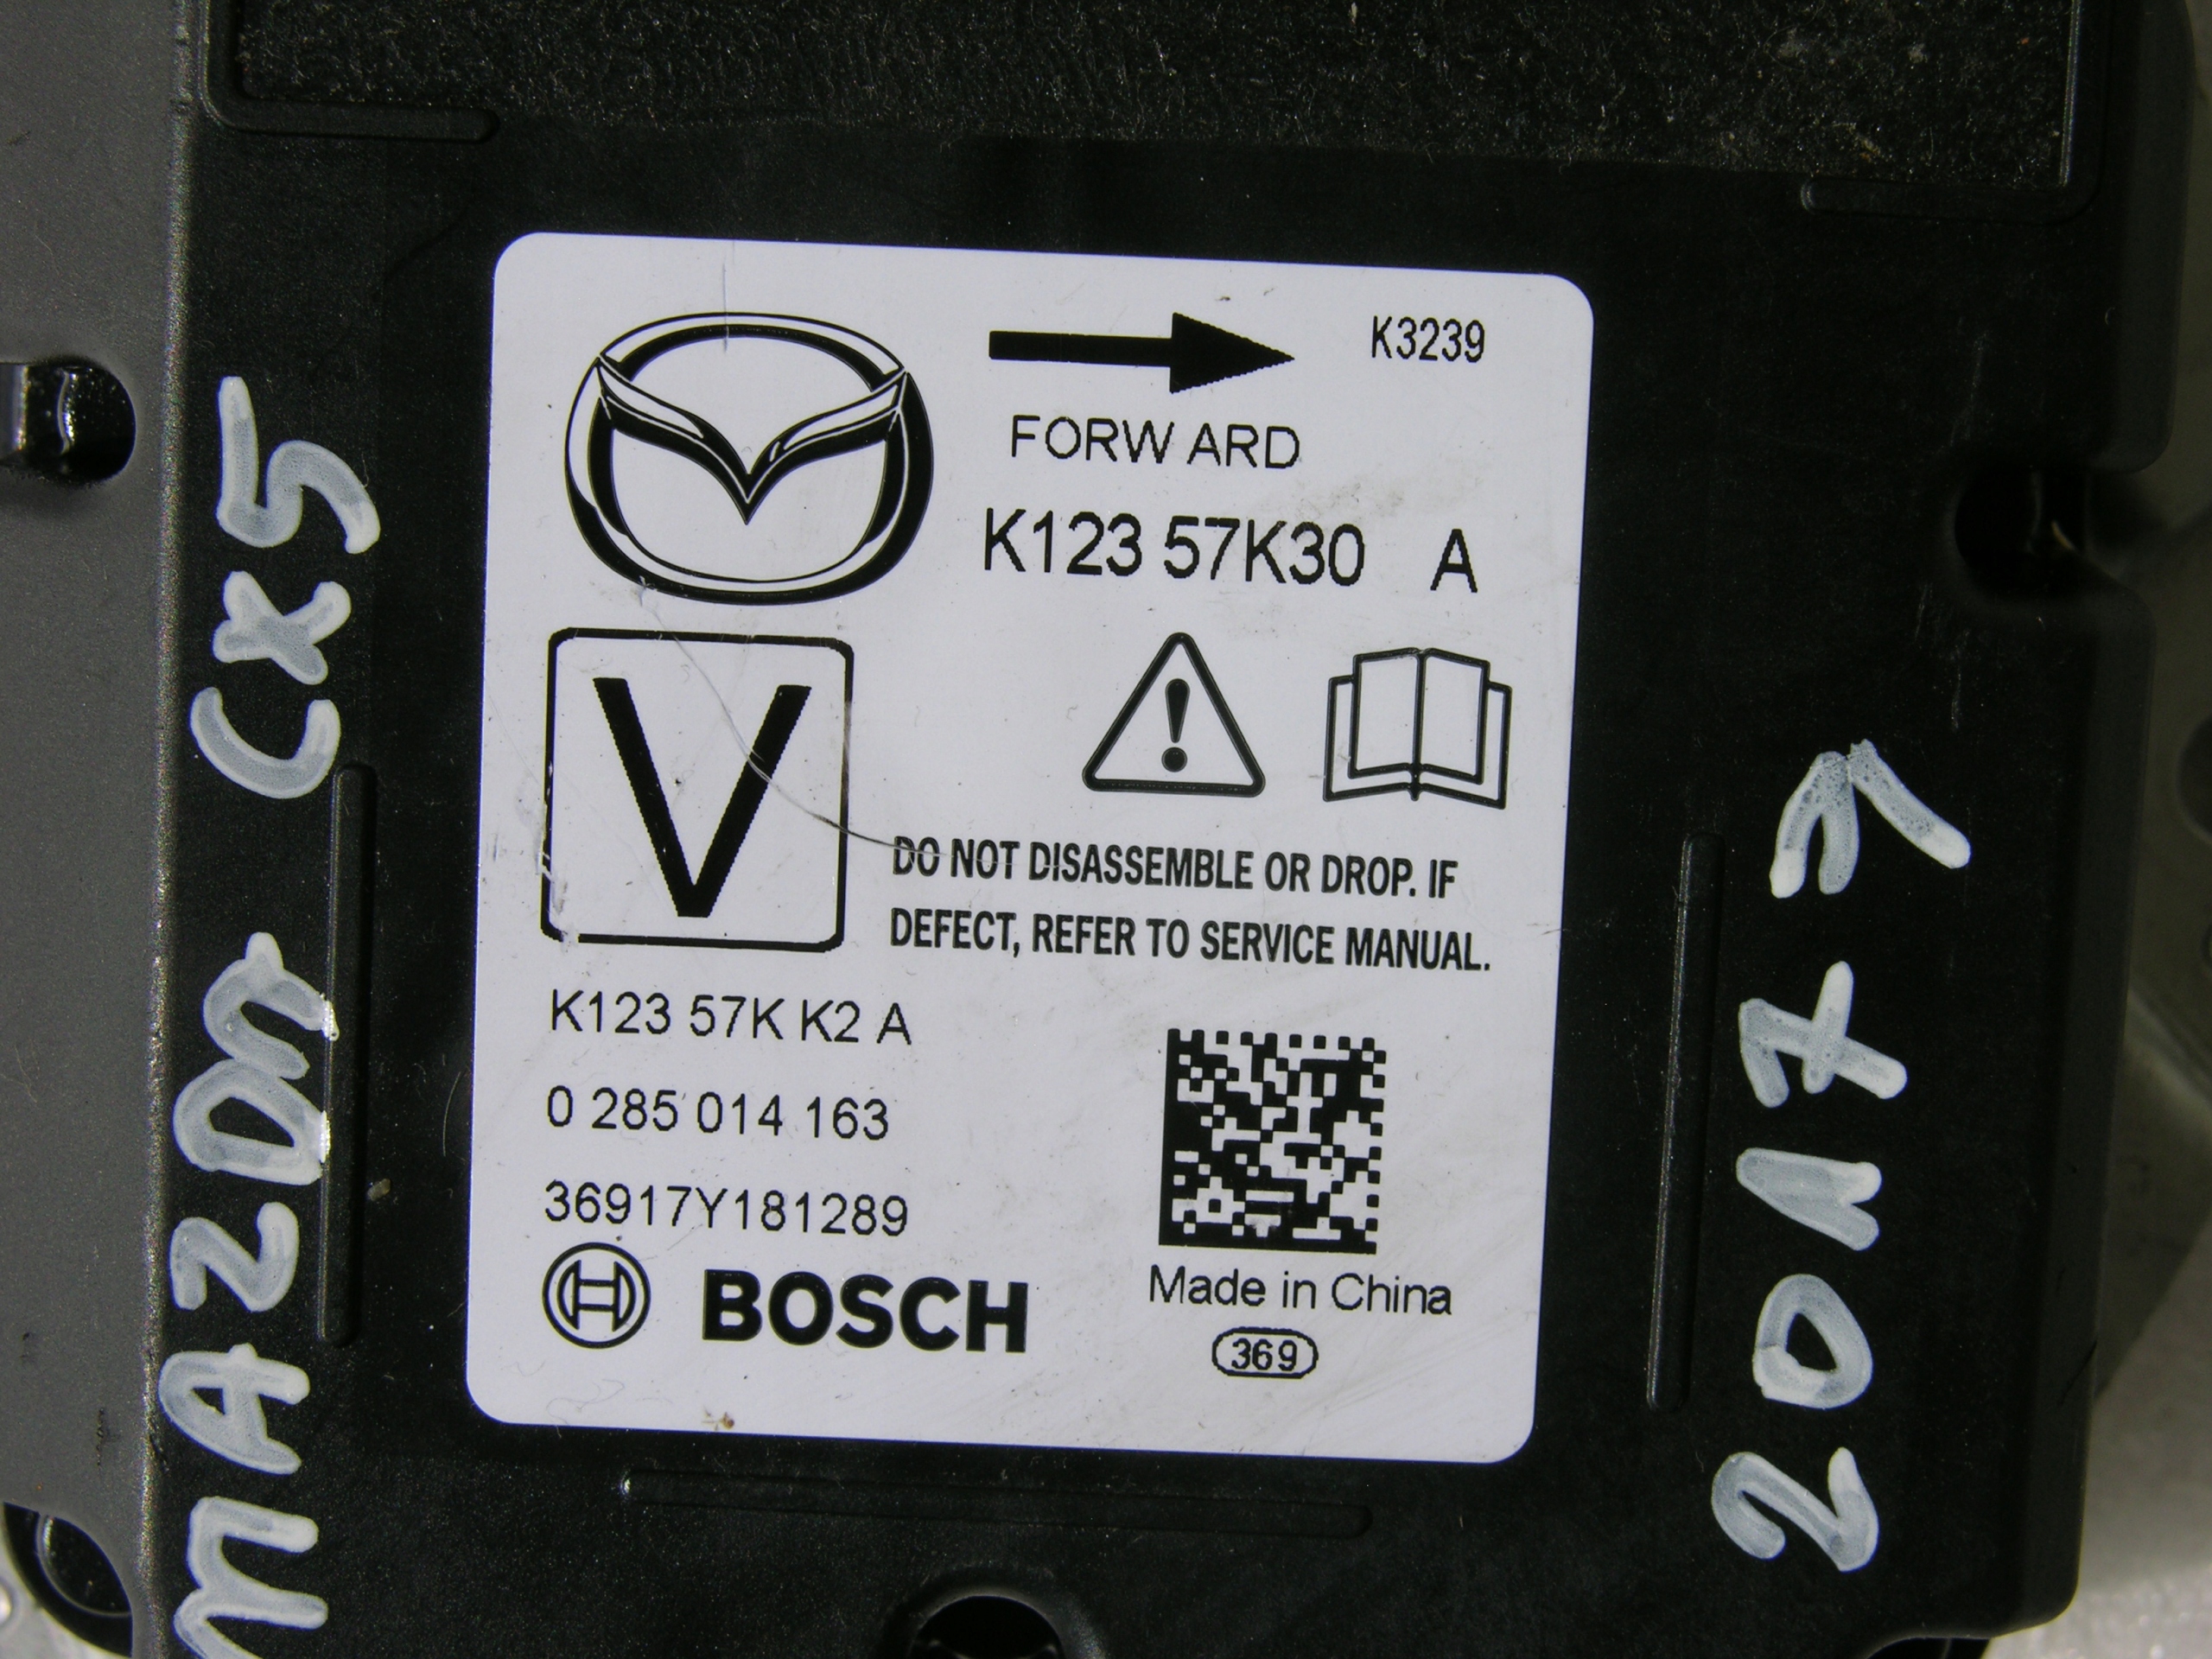 K3239
FORWARD
K123 57K30 A
V
DO NOT DISASSEMBLE OR DROP. IF
DEFECT, REFER TO SERVICE MANUAL.
K123 57K K2 A
0 285 014 163
36917Y181289
BOSCH
Made in China
369
MAZDA CX5
2017